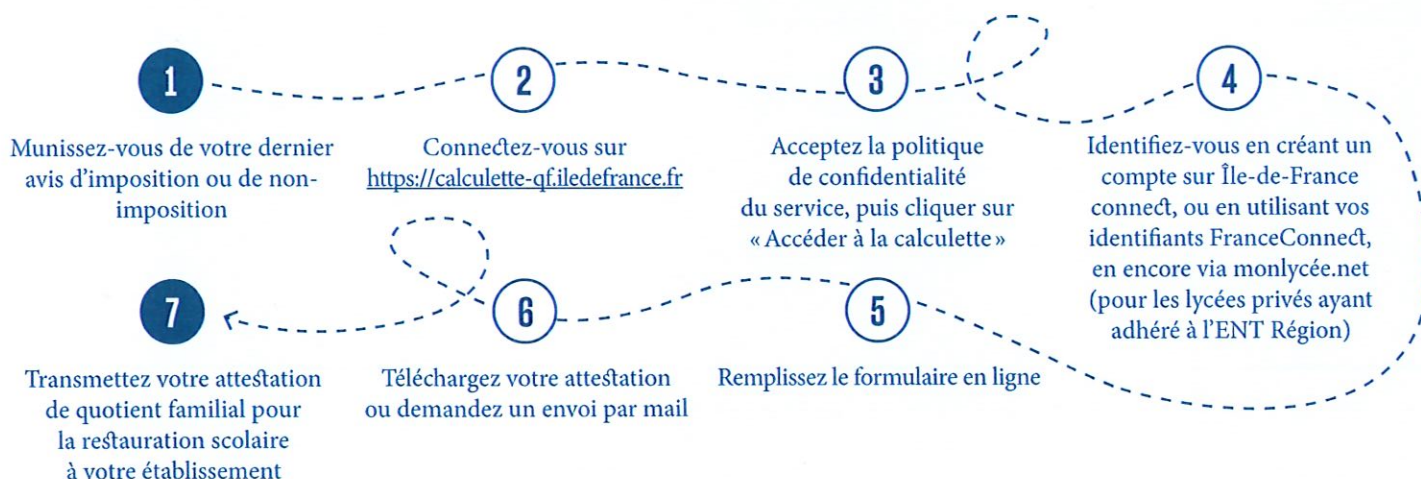 1
Munissez-vous de votre dernier
avis d'imposition ou de non-
imposition
2
Connectez-vous sur
https://calculette-qf.iledefrance.fr
3
Acceptez la politique
de confidentialité
du service, puis cliquer sur
« Accéder à la calculette »
4
Identifiez-vous en créant un
compte sur Île-de-France
connect, ou en utilisant vos
identifiants FranceConnect,
en encore via monlycée.net
(pour les lycées privés ayant
adhéré à l'ENT Région)
5
Remplissez le formulaire en ligne
6
Téléchargez votre attestation
ou demandez un envoi par mail
7
Transmettez votre attestation
de quotient familial pour
la restauration scolaire
à votre établissement